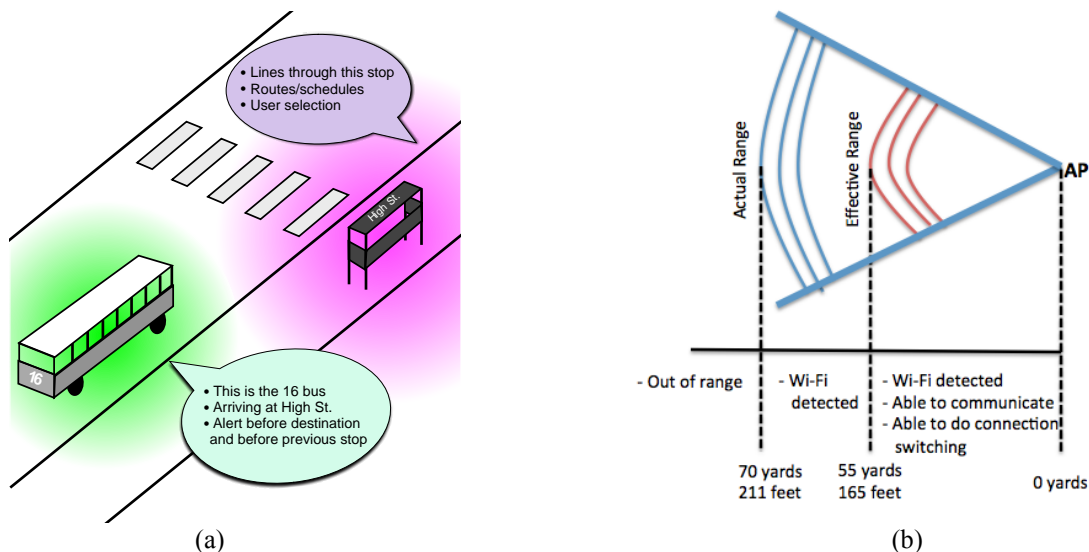 • Lines through this stop
• Routes/schedules
• User selection
High St.
16
• This is the 16 bus
• Arriving at High St.
• Alert before destination
and before previous stop
(a)
Actual Range
Effective Range
AP
- Out of range
- Wi-Fi
detected
- Wi-Fi detected
- Able to communicate
- Able to do connection
switching
70 yards
211 feet
55 yards
165 feet
0 yards
(b)